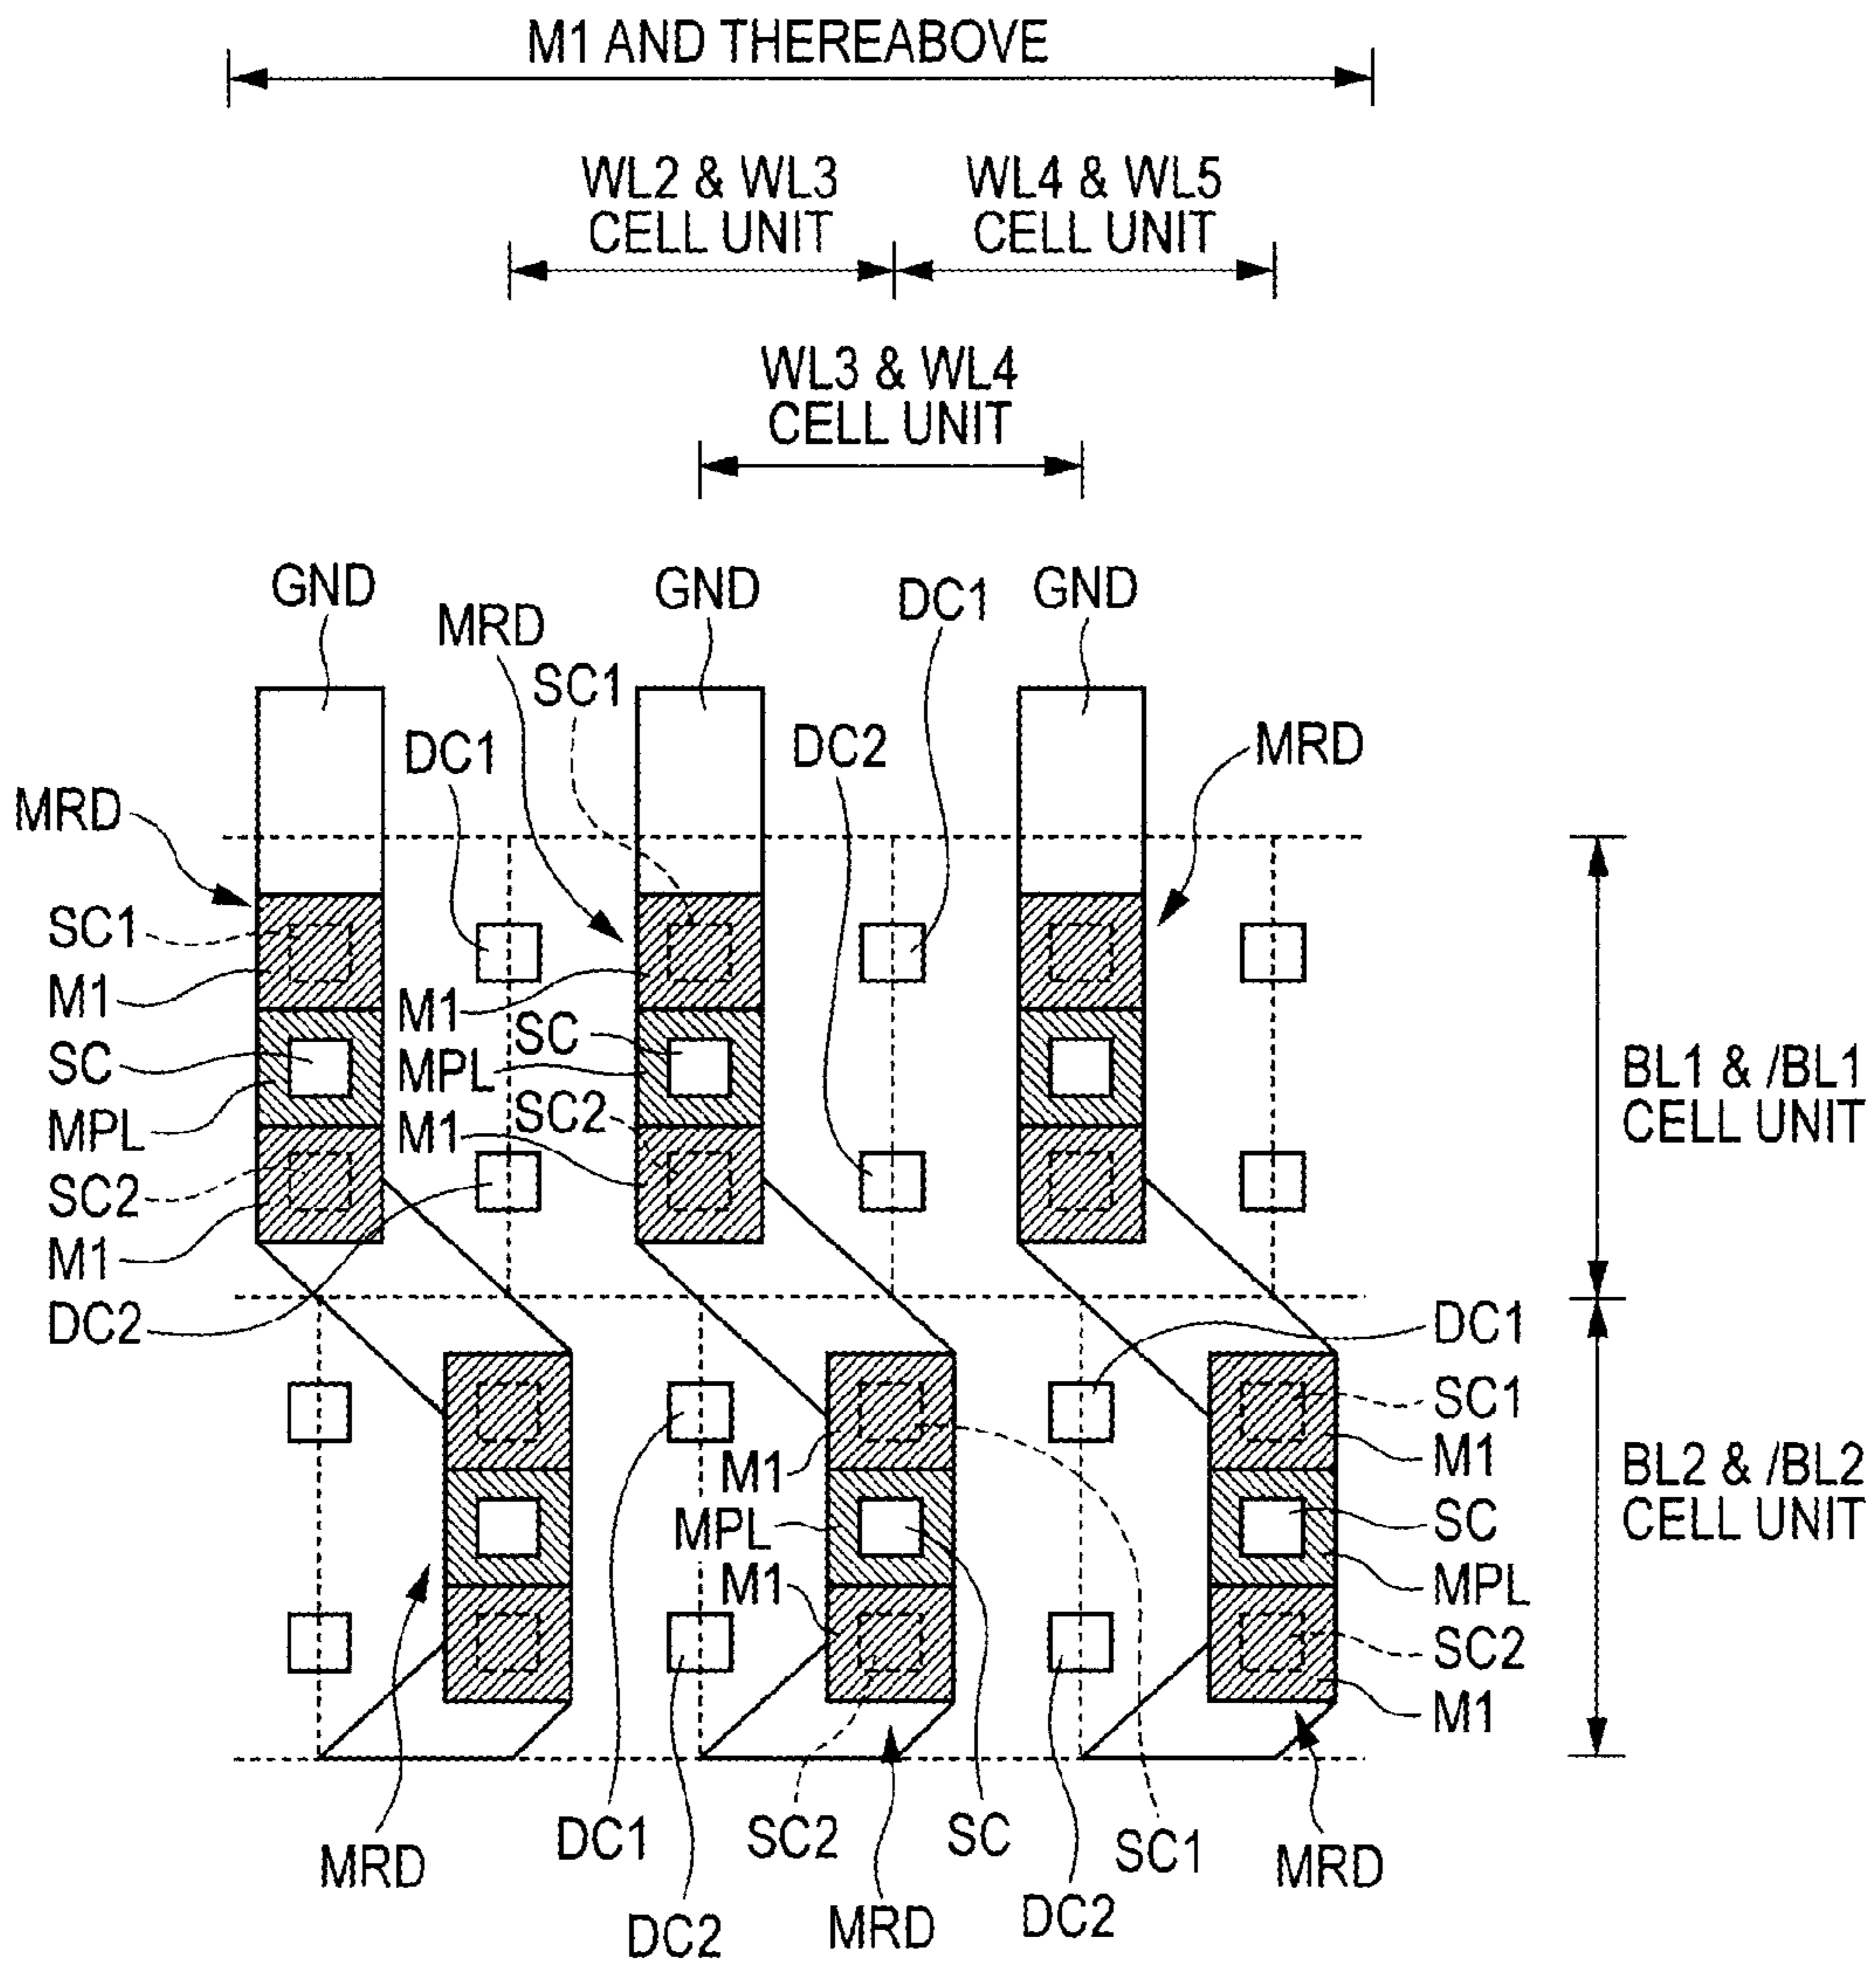 M1 AND THEREABOVE
WL2 & WL3
CELL UNIT
WL4 & WL5
CELL UNIT
WL3 & WL4
CELL UNIT
GND
GND
GND
MRD
DC1
SC1
DC1
DC2
MRD
MRD
SC1
M1
M1
SC
SC
MPL
MPL
SC2
M1
SC2
M1
DC2
BL1 & /BL1
CELL UNIT
DC1
SC1
M1
M1
SC
MPL
MPL
M1
SC2
M1
BL2 & /BL2
CELL UNIT
MRD
DC1
SC2
SC
SC1
MRD
DC2
MRD
DC2